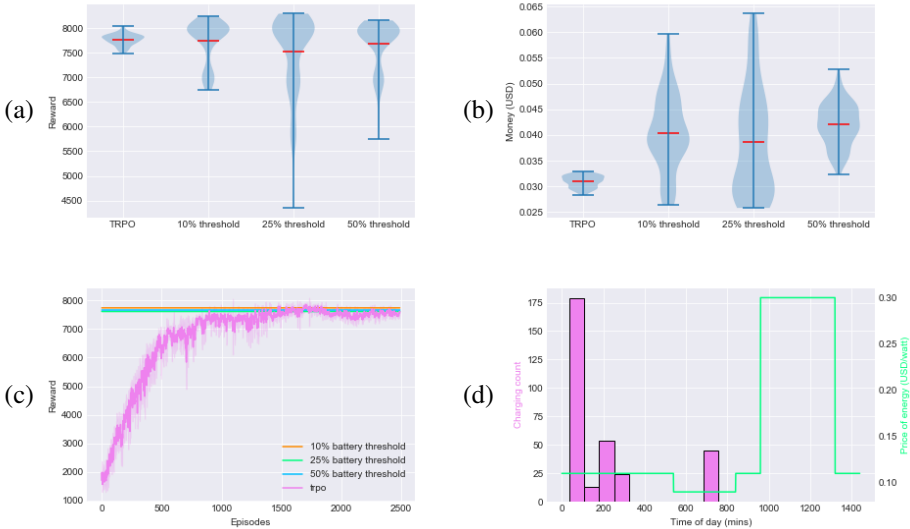 (a)
Reward
8000
7500
7000
6500
6000
5500
5000
4500
TRPO 10% threshold 25% threshold 50% threshold
(b)
Money (USD)
0.065
0.060
0.055
0.050
0.045
0.040
0.035
0.030
0.025
TRPO 10% threshold 25% threshold 50% threshold
(c)
Reward
8000
7000
6000
5000
4000
3000
2000
1000
10% battery threshold
25% battery threshold
50% battery threshold
trpo
0 500 1000 1500 2000 2500
Episodes
(d)
Charging count
175
150
125
100
75
50
25
0
0 200 400 600 800 1000 1200 1400
Time of day (mins)
0.30
0.25
0.20
0.15
0.10
Price of energy (USD/watt)